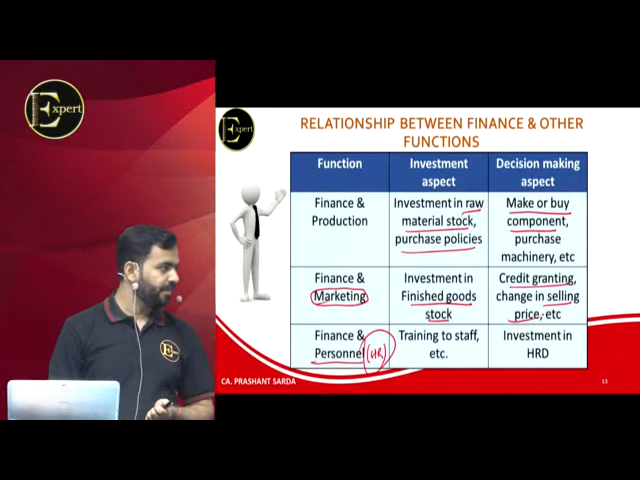 Expert
Expert
RELATIONSHIP BETWEEN FINANCE & OTHER
FUNCTIONS
Function
Investment
aspect
Decision making
aspect
Finance &
Production
Investment in raw
material stock,
purchase policies
Make or buy
component,
purchase
machinery, etc
Finance &
Marketing
Investment in
Finished goods
stock
Credit granting,
change in selling
price, etc
Finance &
Personnel (HR)
Training to staff,
etc.
Investment in
HRD
CA. PRASHANT SARDA
13